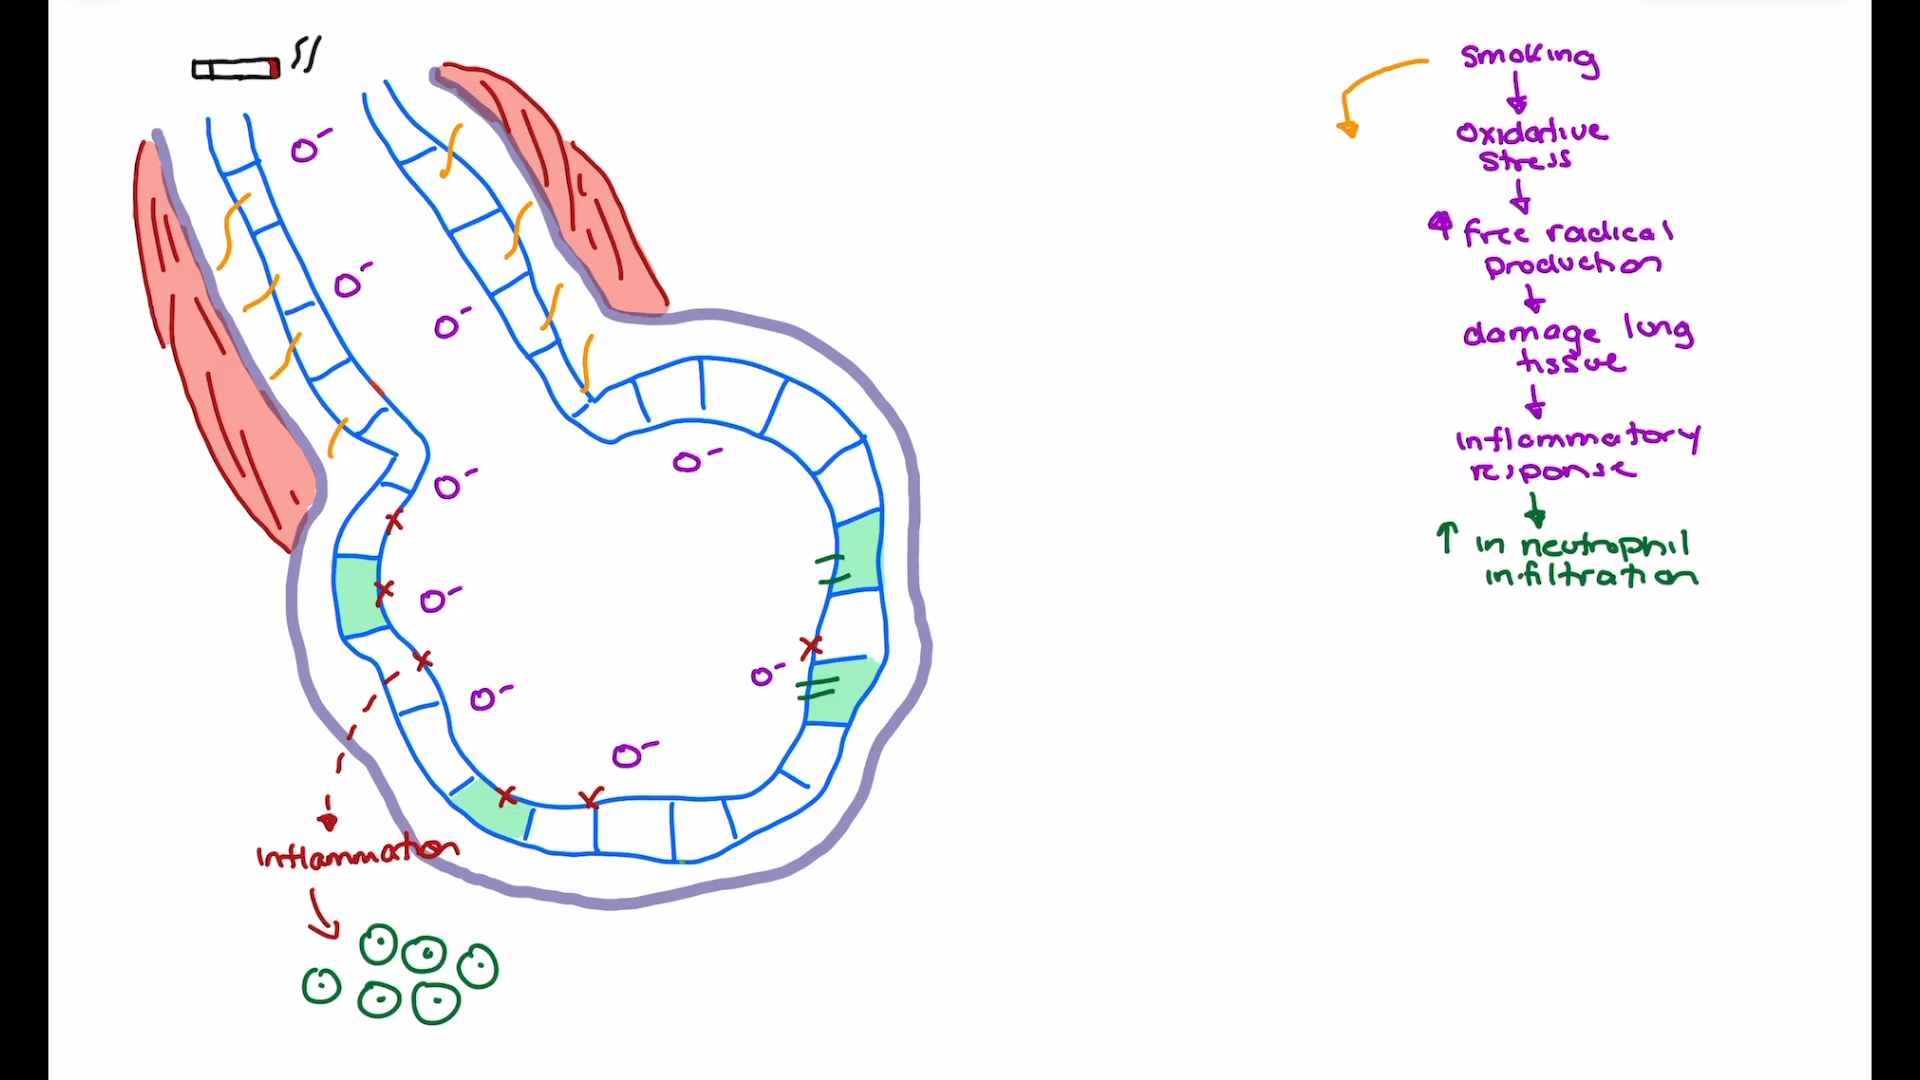 Smoking
Oxidative
Stress
↑ free radical
production
damage lung
tissue
Inflammatory
response
↑ in neutrophil
infiltration
O⁻
O⁻
O⁻
O⁻
O⁻
O⁻
O⁻
O⁻
O⁻
Inflammation